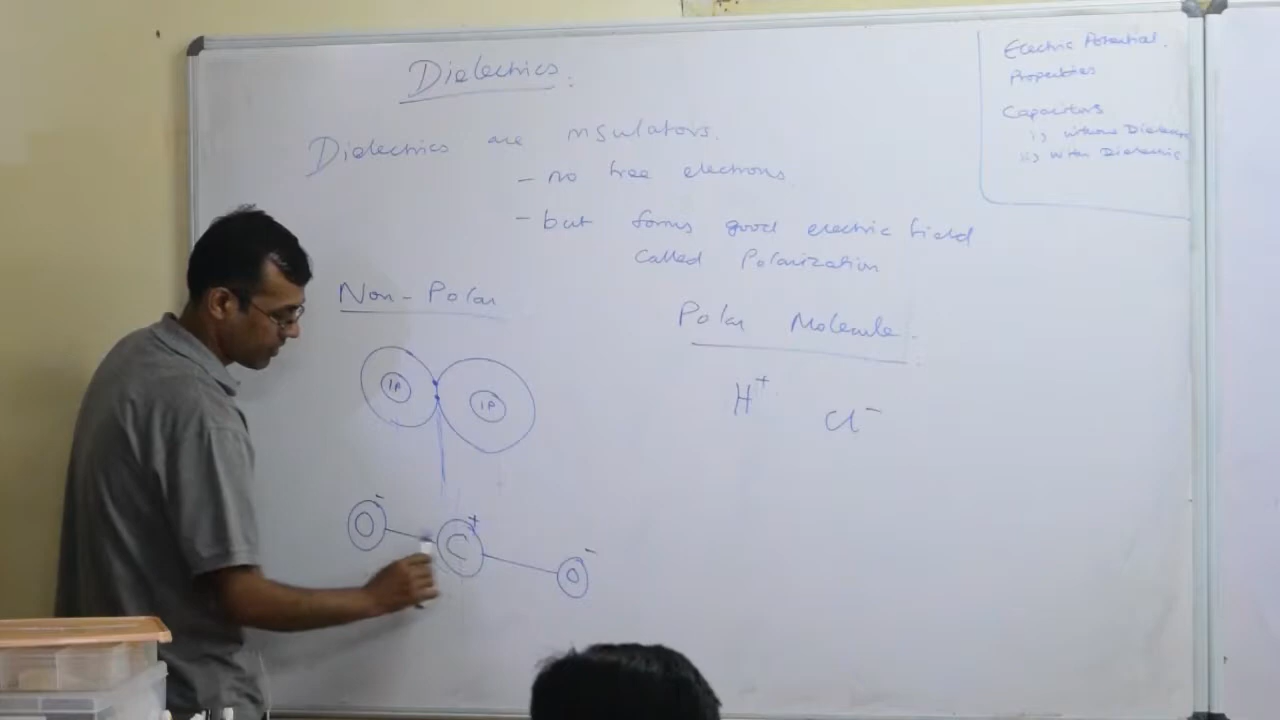 Dielectrics.
Dielectrics are insulators.
- no free electrons
- but forms good electric field
called Polarization
Non-Polar
Polar Molecule.
1P 1P
H+ Cl-
O- C+ O-
Electric Potential.
Properties
Capacitors
i) without Dielectric
ii) with Dielectric